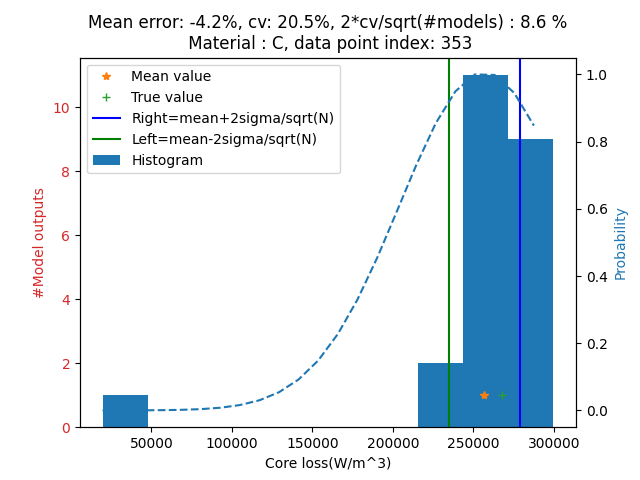 Mean error: -4.2%, cv: 20.5%, 2*cv/sqrt(#models) : 8.6 %
Material : C, data point index: 353
Mean value
True value
Right=mean+2sigma/sqrt(N)
Left=mean-2sigma/sqrt(N)
Histogram
#Model outputs
10
8
6
4
2
0
1.0
0.8
0.6
0.4
0.2
0.0
Probability
50000 100000 150000 200000 250000 300000
Core loss(W/m^3)